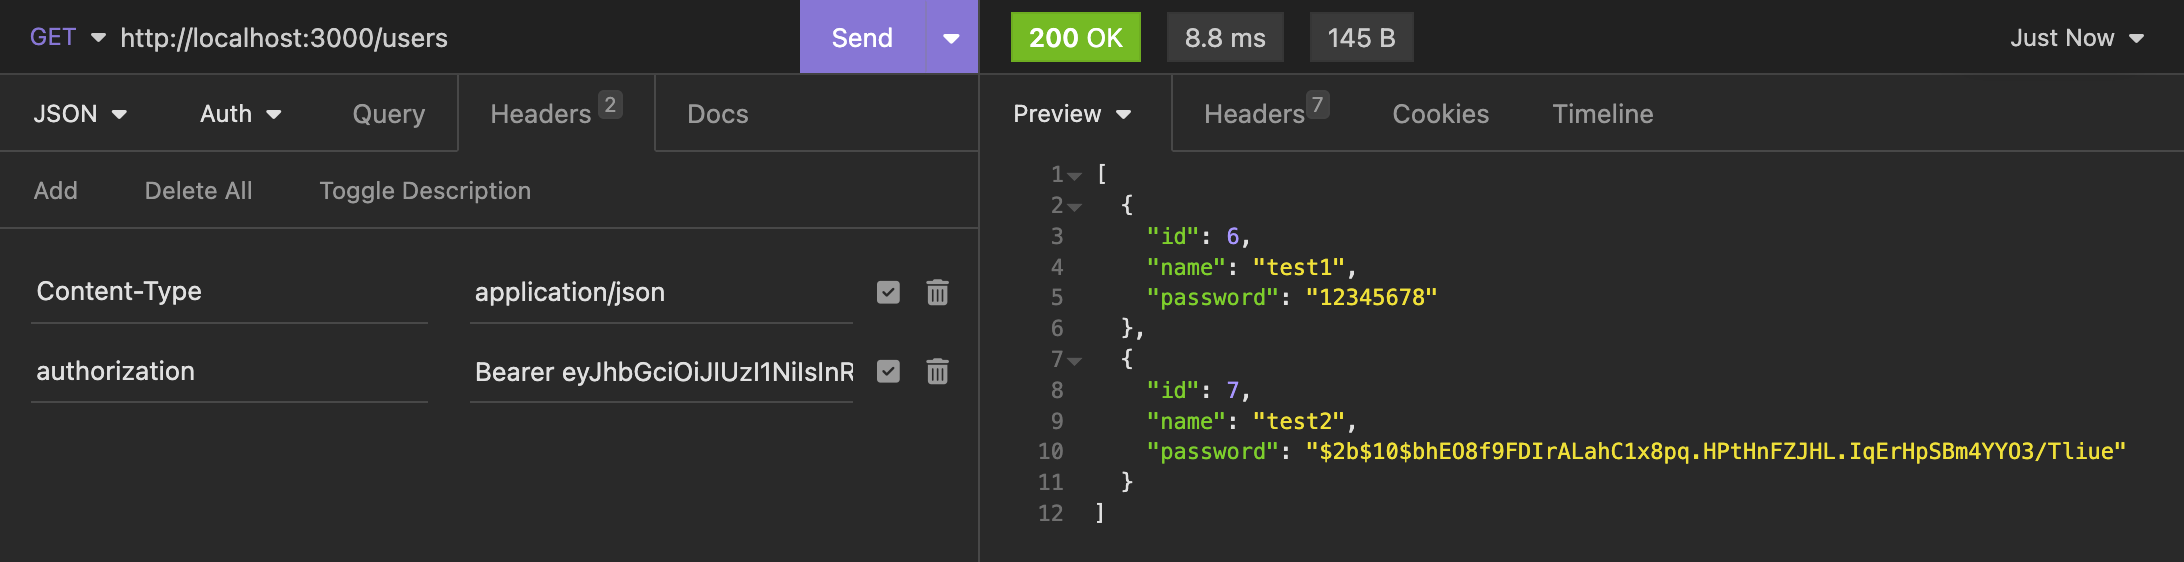 GET http://localhost:3000/users Send
200 OK 8.8 ms 145 B Just Now
JSON Auth Query Headers 2 Docs
Add Delete All Toggle Description
Content-Type application/json
authorization Bearer eyJhbGciOiJIUzI1NiIsInR
Preview Headers 7 Cookies Timeline
1 [
2 {
3 "id": 6,
4 "name": "test1",
5 "password": "12345678"
6 },
7 {
8 "id": 7,
9 "name": "test2",
10 "password": "$2b$10$bhEO8f9FDIrALahC1x8pq.HPtHnFZJHL.IqErHpSBm4YYO3/Tliue"
11 }
12 ]